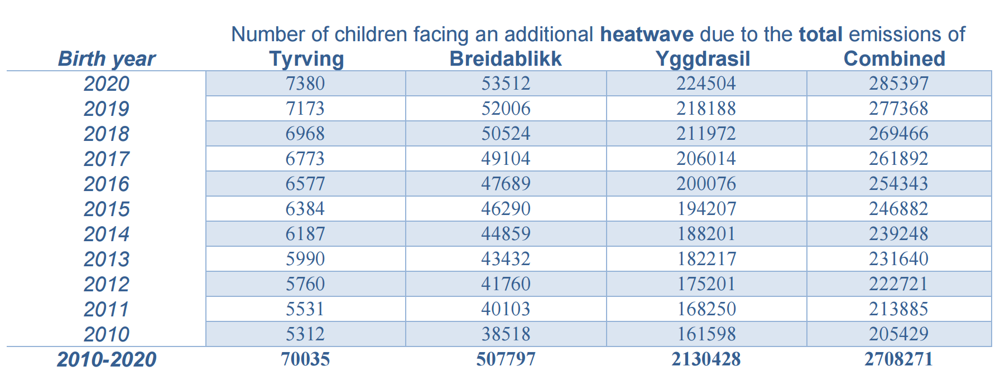 Number of children facing an additional heatwave due to the total emissions of
Birth year Tyrving Breidablikk Yggdrasil Combined
2020 7380 53512 224504 285397
2019 7173 52006 218188 277368
2018 6968 50524 211972 269466
2017 6773 49104 206014 261892
2016 6577 47689 200076 254343
2015 6384 46290 194207 246882
2014 6187 44859 188201 239248
2013 5990 43432 182217 231640
2012 5760 41760 175201 222721
2011 5531 40103 168250 213885
2010 5312 38518 161598 205429
2010-2020 70035 507797 2130428 2708271